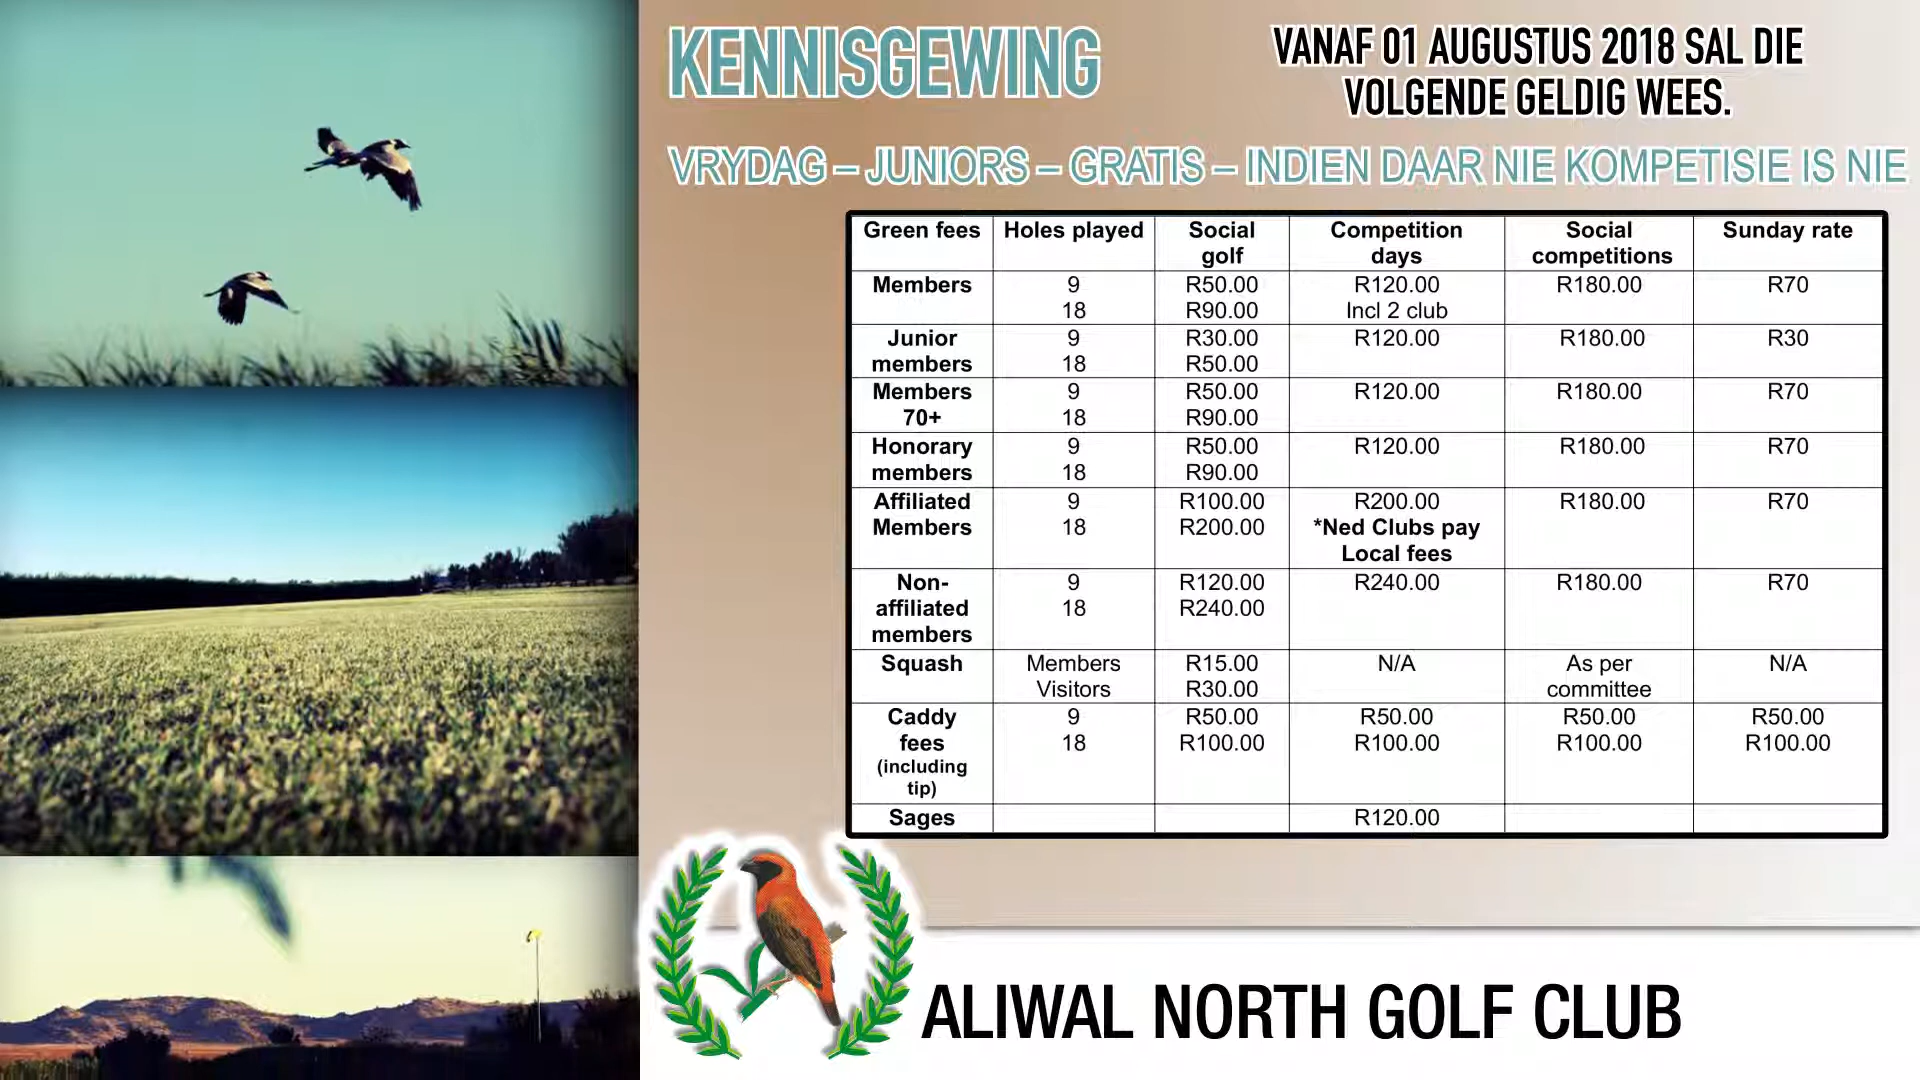 KENNISGEWING
VANAF 01 AUGUSTUS 2018 SAL DIE
VOLGENDE GELDIG WEES.
VRYDAG – JUNIORS – GRATIS – INDIEN DAAR NIE KOMPETISIE IS NIE
Green fees Holes played Social golf Competition days Social competitions Sunday rate
Members 9 R50.00 R120.00 R180.00 R70
18 R90.00 Incl 2 club
Junior 9 R30.00 R120.00 R180.00 R30
members 18 R50.00
Members 9 R50.00 R120.00 R180.00 R70
70+ 18 R90.00
Honorary 9 R50.00 R120.00 R180.00 R70
members 18 R90.00
Affiliated 9 R100.00 R200.00 R180.00 R70
Members 18 R200.00 *Ned Clubs pay
Local fees
Non- 9 R120.00 R240.00 R180.00 R70
affiliated 18 R240.00
members
Squash Members R15.00 N/A As per N/A
Visitors R30.00 committee
Caddy 9 R50.00 R50.00 R50.00 R50.00
fees 18 R100.00 R100.00 R100.00 R100.00
(including
tip)
Sages R120.00
ALIWAL NORTH GOLF CLUB